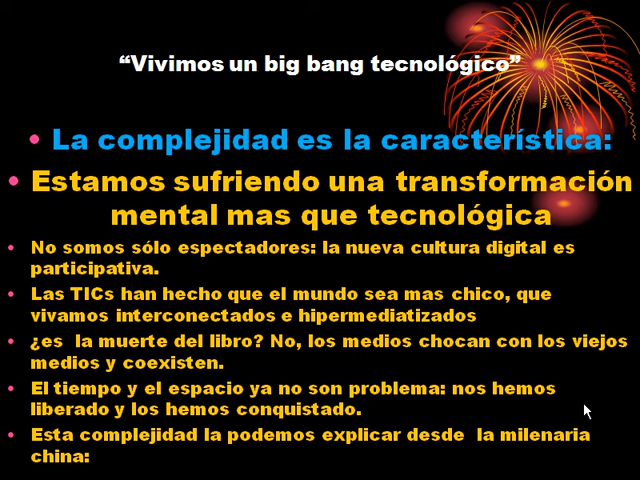 “Vivimos un big bang tecnológico”
• La complejidad es la característica:
• Estamos sufriendo una transformación
mental mas que tecnológica
• No somos sólo espectadores: la nueva cultura digital es
participativa.
• Las TICs han hecho que el mundo sea mas chico, que
vivamos interconectados e hipermediatizados
• ¿es  la muerte del libro? No, los medios chocan con los viejos
medios y coexisten.
• El tiempo y el espacio ya no son problema: nos hemos
liberado y los hemos conquistado.
• Esta complejidad la podemos explicar desde  la milenaria
china: